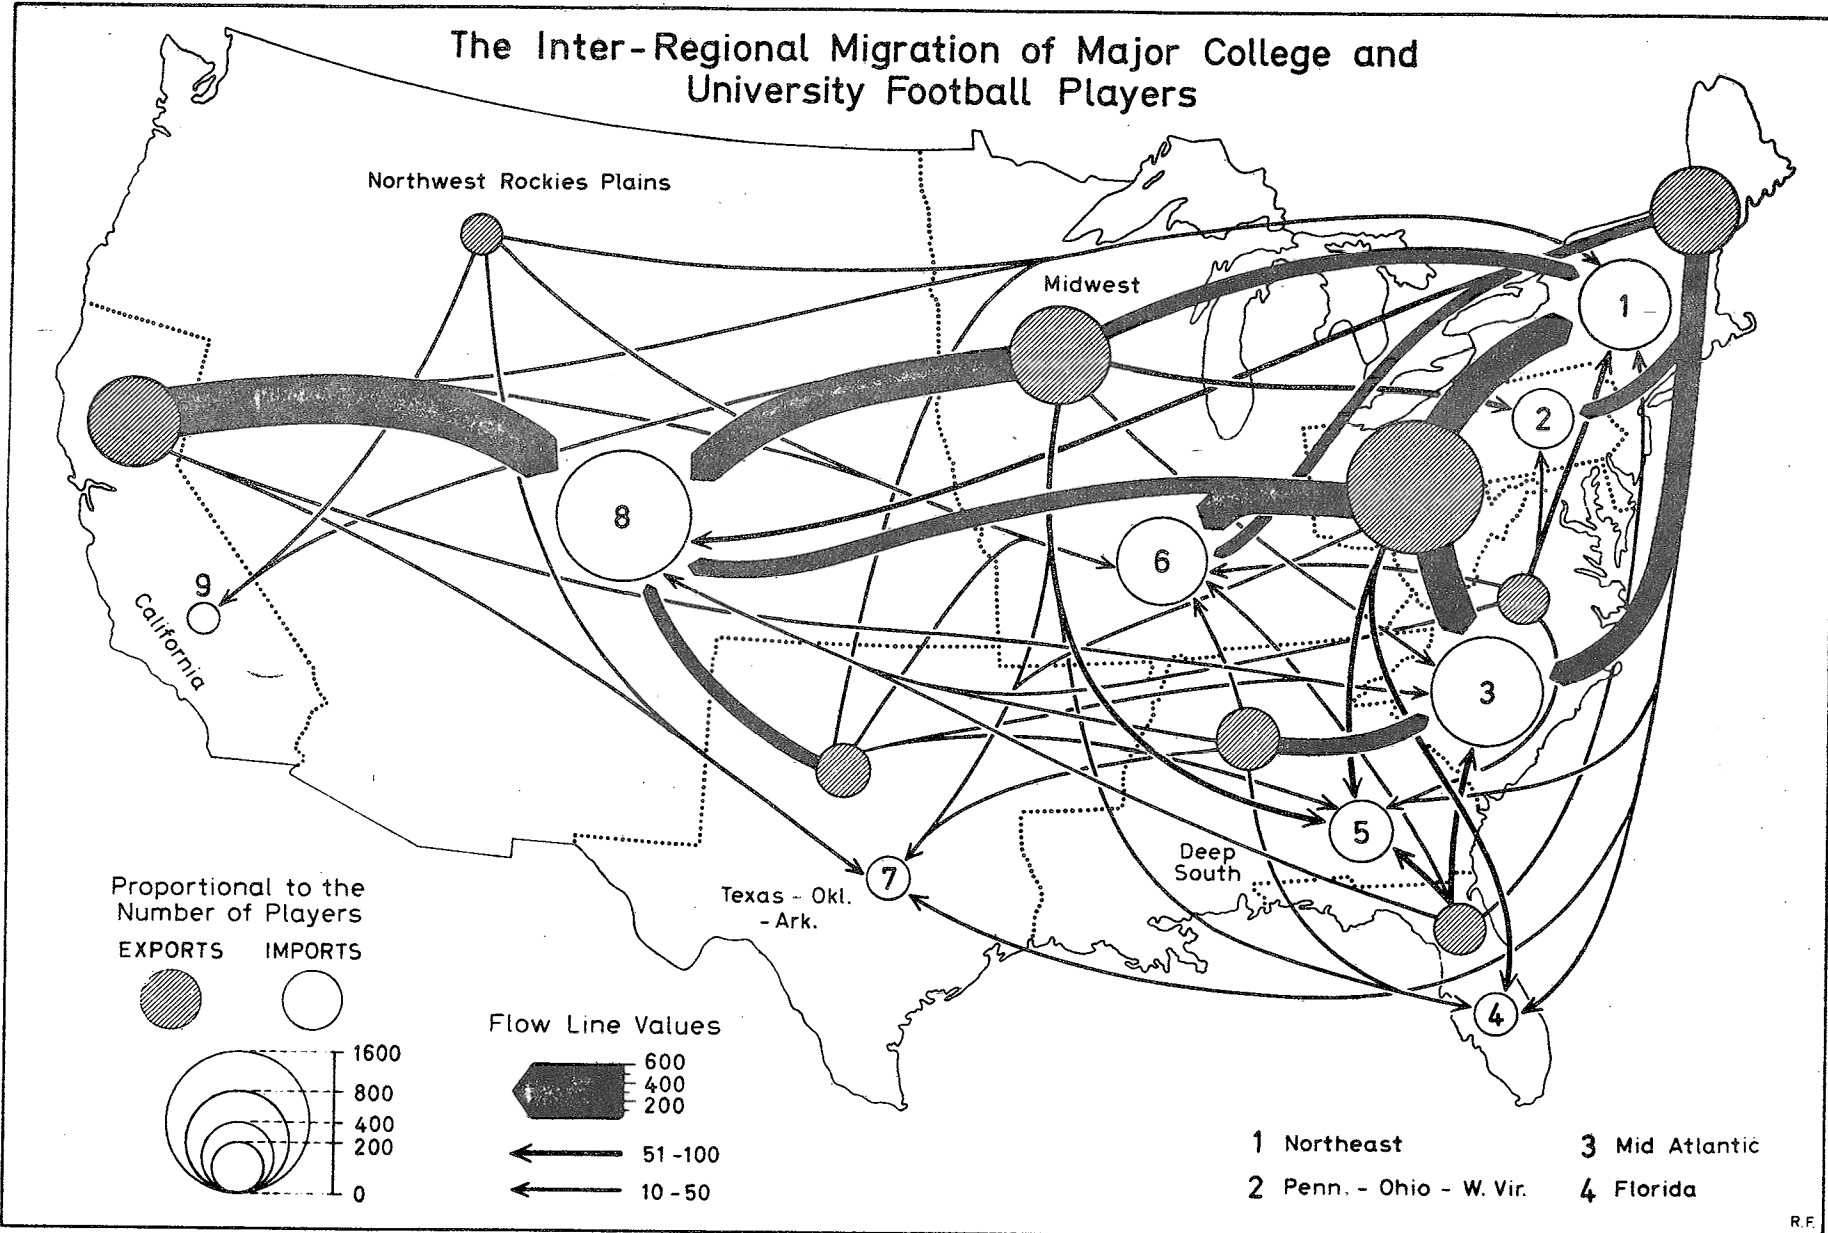 The Inter-Regional Migration of Major College and
University Football Players
Northwest Rockies Plains
Midwest
1
2
8
6
9
California
3
5
Deep
South
7
Texas - Okl.
- Ark.
4
Proportional to the
Number of Players
EXPORTS IMPORTS
1600
800
400
200
0
Flow Line Values
600
400
200
51-100
10-50
1 Northeast
2 Penn. - Ohio - W. Vir.
3 Mid Atlantic
4 Florida
R.F.